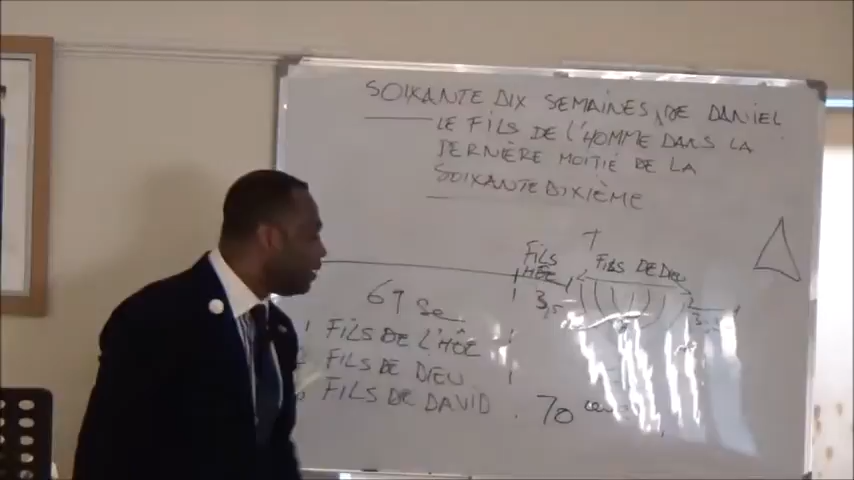 SOIXANTE DIX SEMAINES DE DANIEL
LE FILS DE L'HOMME DANS LA
DERNIÈRE MOITIÉ DE LA
SOIXANTE DIXIÈME
FILS
FILS DE DIEU
3,5
69 Se
FILS DE L'HÔE
FILS DE DIEU
FILS DE DAVID
70